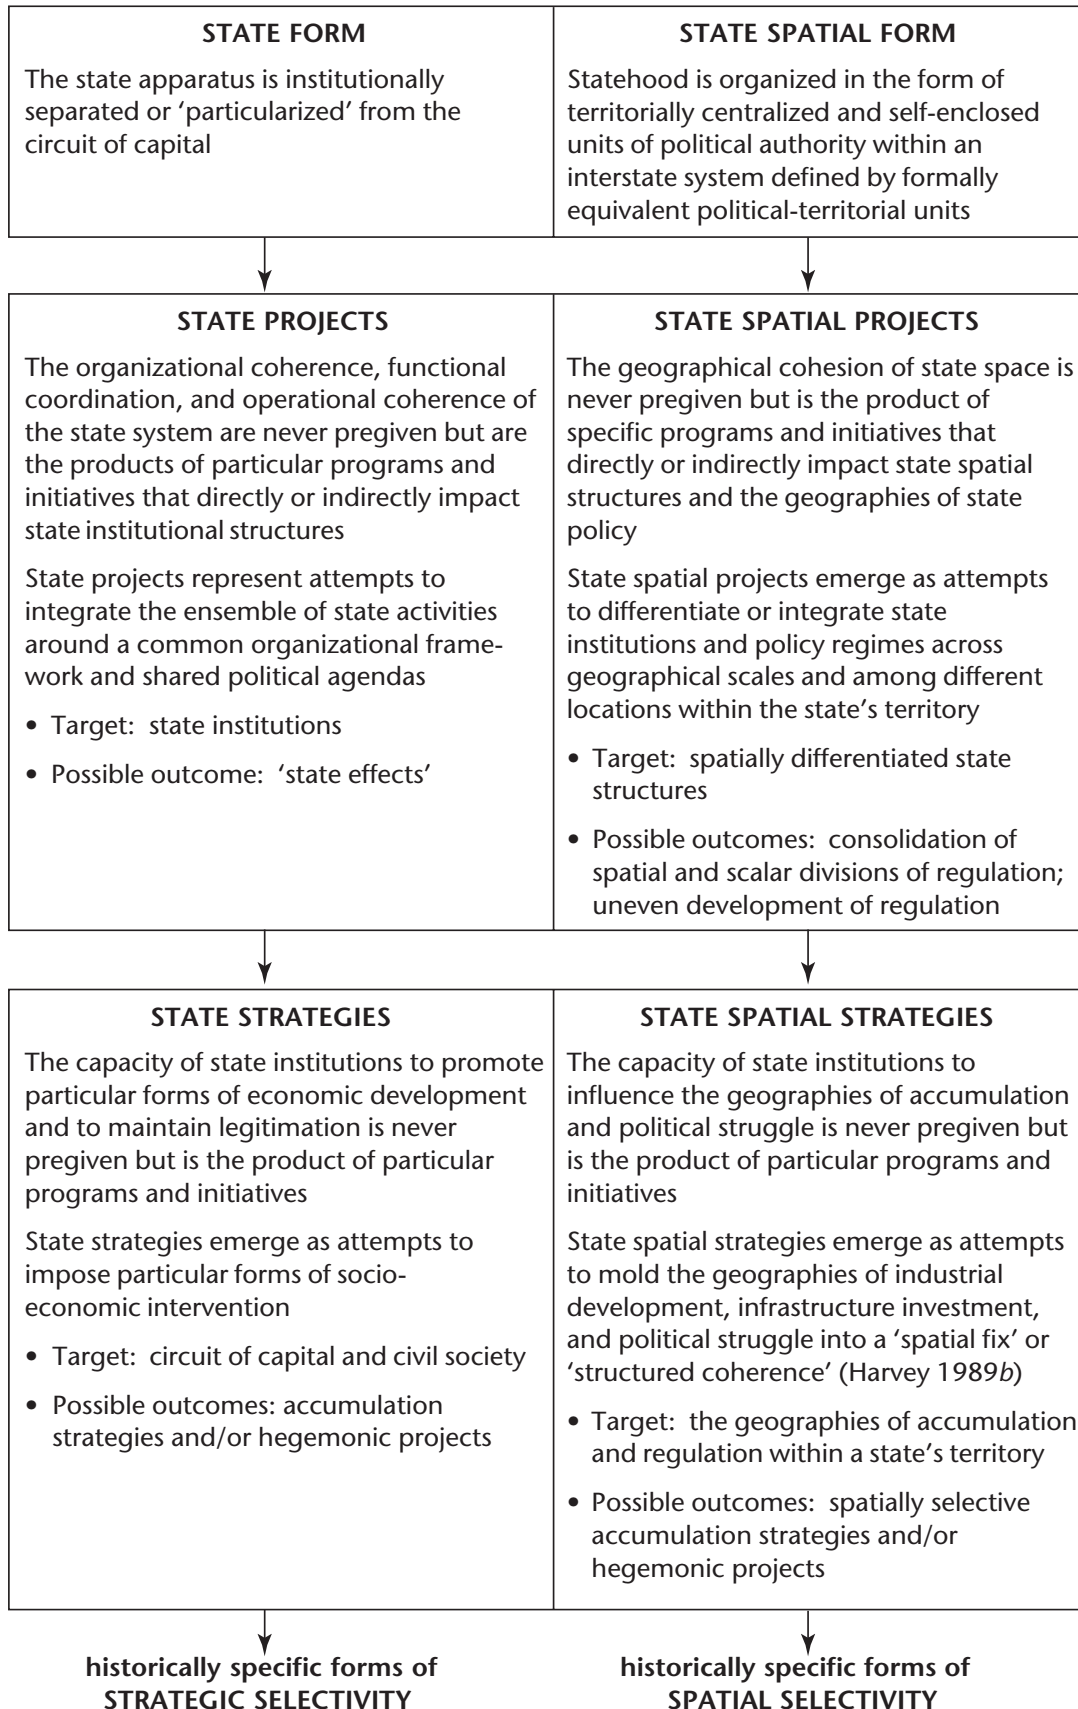 STATE FORM
The state apparatus is institutionally
separated or ‘particularized’ from the
circuit of capital
STATE SPATIAL FORM
Statehood is organized in the form of
territorially centralized and self-enclosed
units of political authority within an
interstate system defined by formally
equivalent political-territorial units
STATE PROJECTS
The organizational coherence, functional
coordination, and operational coherence of
the state system are never pregiven but are
the products of particular programs and
initiatives that directly or indirectly impact
state institutional structures
State projects represent attempts to
integrate the ensemble of state activities
around a common organizational frame-
work and shared political agendas
• Target: state institutions
• Possible outcome: ‘state effects’
STATE SPATIAL PROJECTS
The geographical cohesion of state space is
never pregiven but is the product of
specific programs and initiatives that
directly or indirectly impact state spatial
structures and the geographies of state
policy
State spatial projects emerge as attempts
to differentiate or integrate state
institutions and policy regimes across
geographical scales and among different
locations within the state’s territory
• Target: spatially differentiated state
structures
• Possible outcomes: consolidation of
spatial and scalar divisions of regulation;
uneven development of regulation
STATE STRATEGIES
The capacity of state institutions to promote
particular forms of economic development
and to maintain legitimation is never
pregiven but is the product of particular
programs and initiatives
State strategies emerge as attempts to
impose particular forms of socio-
economic intervention
• Target: circuit of capital and civil society
• Possible outcomes: accumulation
strategies and/or hegemonic projects
STATE SPATIAL STRATEGIES
The capacity of state institutions to
influence the geographies of accumulation
and political struggle is never pregiven but
is the product of particular programs and
initiatives
State spatial strategies emerge as attempts
to mold the geographies of industrial
development, infrastructure investment,
and political struggle into a ‘spatial fix’ or
‘structured coherence’ (Harvey 1989b)
• Target: the geographies of accumulation
and regulation within a state’s territory
• Possible outcomes: spatially selective
accumulation strategies and/or
hegemonic projects
historically specific forms of
STRATEGIC SELECTIVITY
historically specific forms of
SPATIAL SELECTIVITY